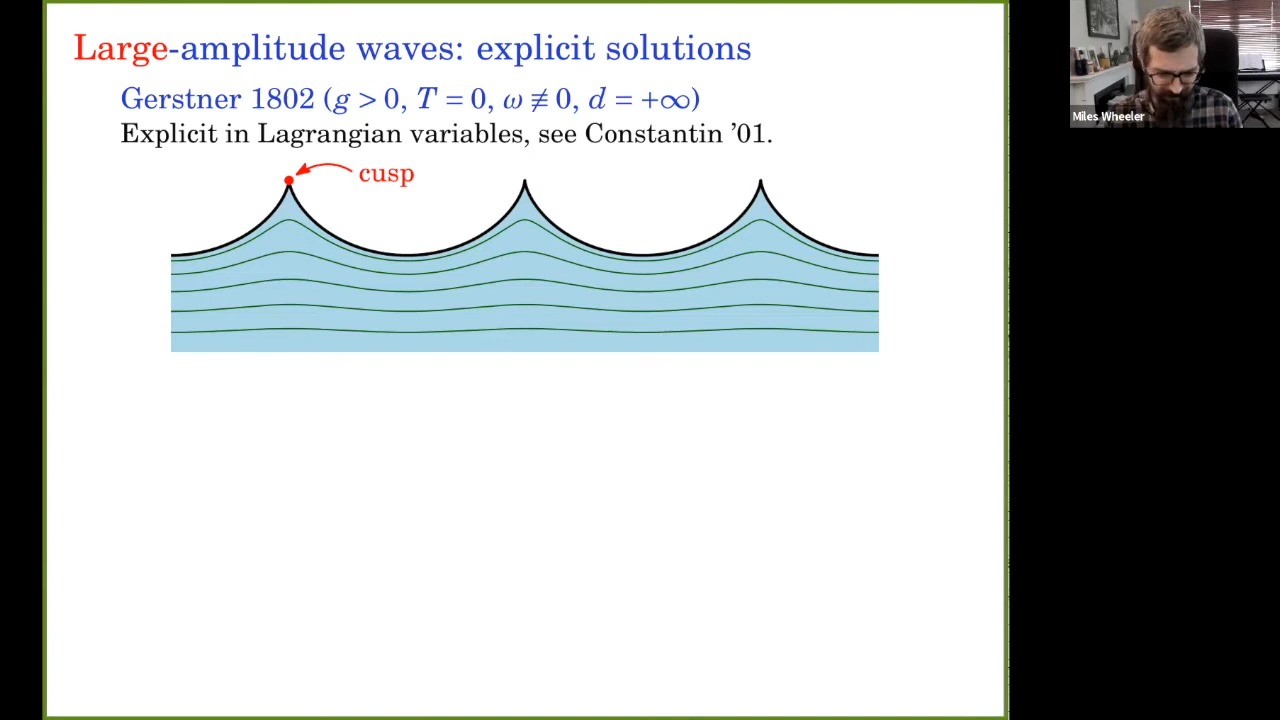 Large-amplitude waves: explicit solutions
Gerstner 1802 (g > 0, T = 0, ω ≢ 0, d = +∞)
Explicit in Lagrangian variables, see Constantin ’01.
cusp
Miles Wheeler